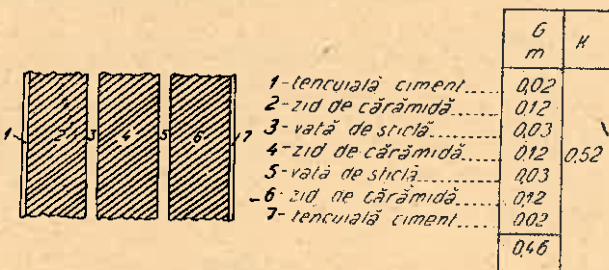 G
m K
1 2 3 4 5 6 7
1-tencuială ciment 0,02
2-zid de cărămidă 0,12
3-vată de sticlă 0,03
4-zid de cărămidă 0,12 0,52
5-vată de sticlă 0,03
6-zid de cărămidă 0,12
7-tencuială ciment 0,02
0,46